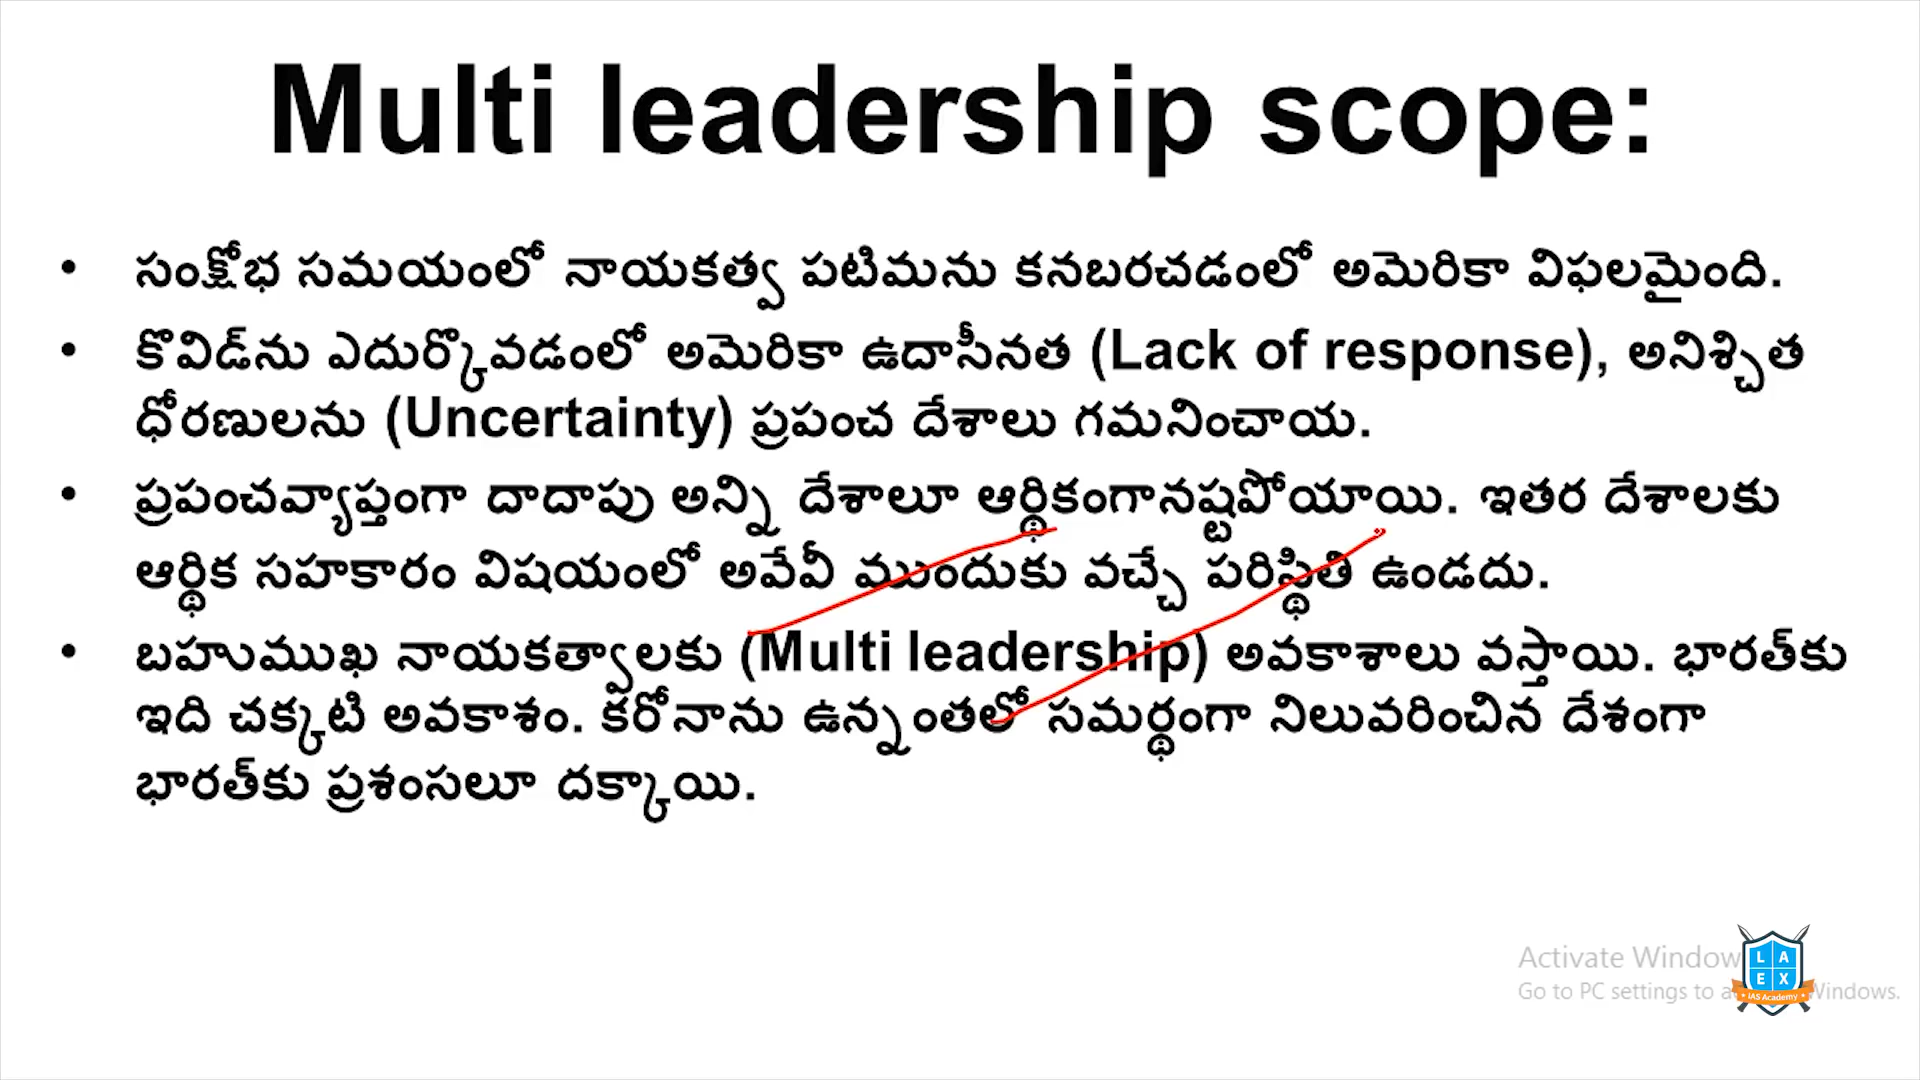 Multi leadership scope:
• సంక్షోభ సమయంలో నాయకత్వ పటిమను కనబరచడంలో అమెరికా విఫలమైంది.
• కొవిడ్‌ను ఎదుర్కొవడంలో అమెరికా ఉదాసీనత (Lack of response), అనిశ్చిత
ధోరణులను (Uncertainty) ప్రపంచ దేశాలు గమనించాయ.
• ప్రపంచవ్యాప్తంగా దాదాపు అన్ని దేశాలూ ఆర్థికంగానష్టపోయాయి. ఇతర దేశాలకు
ఆర్థిక సహకారం విషయంలో అవేవీ ముందుకు వచ్చే పరిస్థితి ఉండదు.
• బహుముఖ నాయకత్వాలకు (Multi leadership) అవకాశాలు వస్తాయి. భారత్‌కు
ఇది చక్కటి అవకాశం. కరోనాను ఉన్నంతలో సమర్థంగా నిలువరించిన దేశంగా
భారత్‌కు ప్రశంసలూ దక్కాయి.
Activate Window
Go to PC settings to a Windows.
L A
E X
IAS Academy